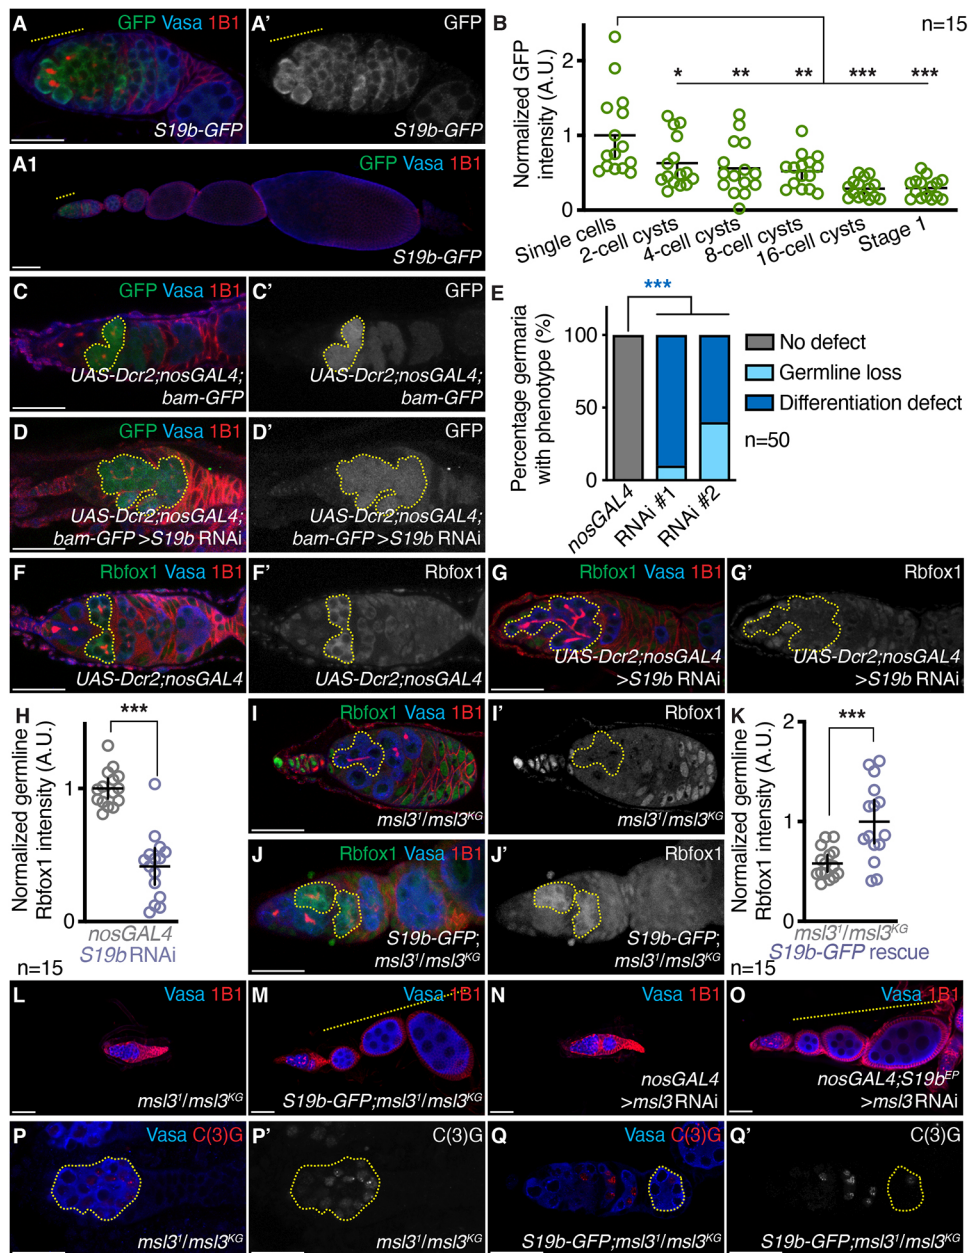 A GFP Vasa 1B1
S19b-GFP
A' GFP
S19b-GFP
B
n=15
Normalized GFP
intensity (A.U.)
2
1
0
* ** ** *** ***
Single cells
2-cell cysts
4-cell cysts
8-cell cysts
16-cell cysts
Stage 1
A1 GFP Vasa 1B1
S19b-GFP
C GFP Vasa 1B1
UAS-Dcr2;nosGAL4;
bam-GFP
C' GFP
UAS-Dcr2;nosGAL4;
bam-GFP
D GFP Vasa 1B1
UAS-Dcr2;nosGAL4;
bam-GFP >S19b RNAi
D' GFP
UAS-Dcr2;nosGAL4;
bam-GFP >S19b RNAi
E
***
Percentage germaria
with phenotype (%)
100
50
0
nosGAL4
RNAi #1
RNAi #2
No defect
Germline loss
Differentiation defect
n=50
F Rbfox1 Vasa 1B1
UAS-Dcr2;nosGAL4
F' Rbfox1
UAS-Dcr2;nosGAL4
G Rbfox1 Vasa 1B1
UAS-Dcr2;nosGAL4
>S19b RNAi
G' Rbfox1
UAS-Dcr2;nosGAL4
>S19b RNAi
H
***
Normalized germline
Rbfox1 intensity (A.U.)
1
0
nosGAL4
S19b RNAi
n=15
I Rbfox1 Vasa 1B1
msl3¹/msl3ᴷᴳ
I' Rbfox1
msl3¹/msl3ᴷᴳ
J Rbfox1 Vasa 1B1
S19b-GFP;
msl3¹/msl3ᴷᴳ
J' Rbfox1
S19b-GFP;
msl3¹/msl3ᴷᴳ
K
***
Normalized germline
Rbfox1 intensity (A.U.)
2
1
0
msl3¹/msl3ᴷᴳ
S19b-GFP rescue
n=15
L Vasa 1B1
msl3¹/msl3ᴷᴳ
M Vasa 1B1
S19b-GFP;msl3¹/msl3ᴷᴳ
N Vasa 1B1
nosGAL4
>msl3 RNAi
O Vasa 1B1
nosGAL4;S19bᴱᴾ
>msl3 RNAi
P Vasa C(3)G
msl3¹/msl3ᴷᴳ
P' C(3)G
msl3¹/msl3ᴷᴳ
Q Vasa C(3)G
S19b-GFP;msl3¹/msl3ᴷᴳ
Q' C(3)G
S19b-GFP;msl3¹/msl3ᴷᴳ